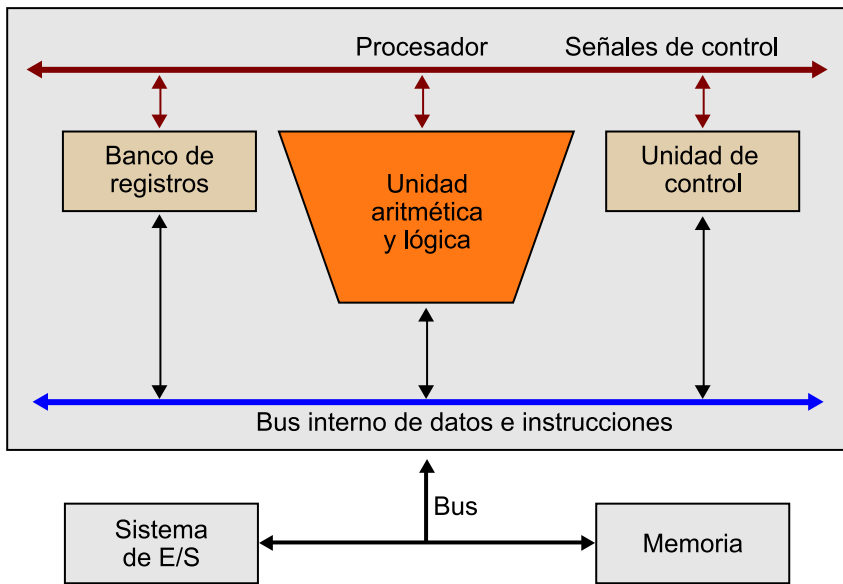 Procesador
Señales de control
Banco de
registros
Unidad
aritmética
y lógica
Unidad de
control
Bus interno de datos e instrucciones
Bus
Sistema
de E/S
Memoria